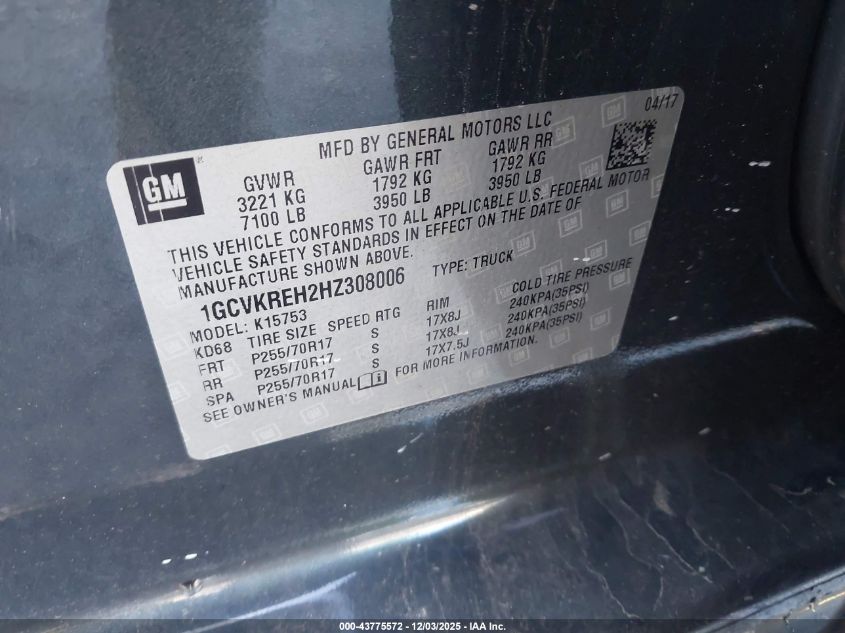 04/17
GM
®
MFD BY GENERAL MOTORS LLC
GVWR GAWR FRT GAWR RR
3221 KG 1792 KG 1792 KG
7100 LB 3950 LB 3950 LB
THIS VEHICLE CONFORMS TO ALL APPLICABLE U.S. FEDERAL MOTOR
VEHICLE SAFETY STANDARDS IN EFFECT ON THE DATE OF
MANUFACTURE SHOWN ABOVE.
1GCVKREH2HZ308006 TYPE: TRUCK
MODEL: K15753
KD68 TIRE SIZE SPEED RTG RIM COLD TIRE PRESSURE
FRT P255/70R17 S 17X8J 240KPA(35PSI)
RR P255/70R17 S 17X8J 240KPA(35PSI)
SPA P255/70R17 S 17X7.5J 240KPA(35PSI)
SEE OWNER'S MANUAL FOR MORE INFORMATION.
000-43775572 - 12/03/2025 - IAA Inc.